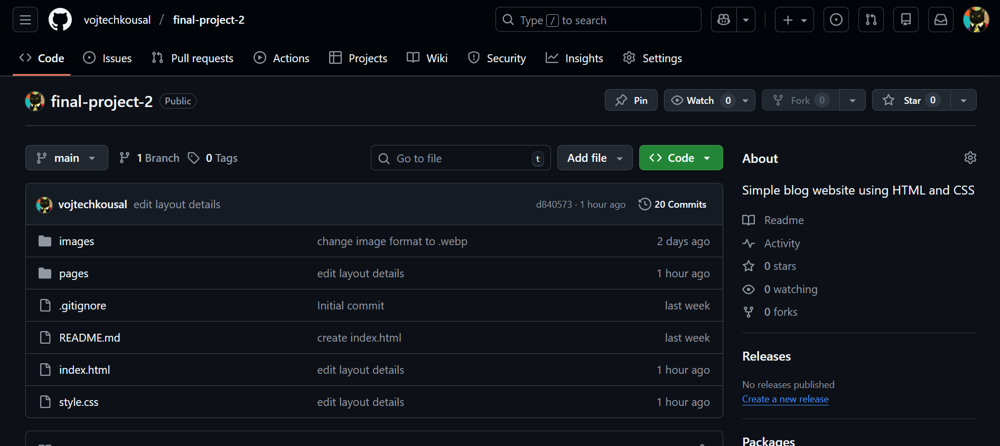 vojtechkousal / final-project-2
Type / to search
Code Issues Pull requests Actions Projects Wiki Security Insights Settings
final-project-2 Public
Pin Watch 0 Fork 0 Star 0
main 1 Branch 0 Tags
Go to file t Add file Code
vojtechkousal edit layout details d840573 · 1 hour ago 20 Commits
images change image format to .webp 2 days ago
pages edit layout details 1 hour ago
.gitignore Initial commit last week
README.md create index.html last week
index.html edit layout details 1 hour ago
style.css edit layout details 1 hour ago
About
Simple blog website using HTML and CSS
Readme
Activity
0 stars
0 watching
0 forks
Releases
No releases published
Create a new release
Packages